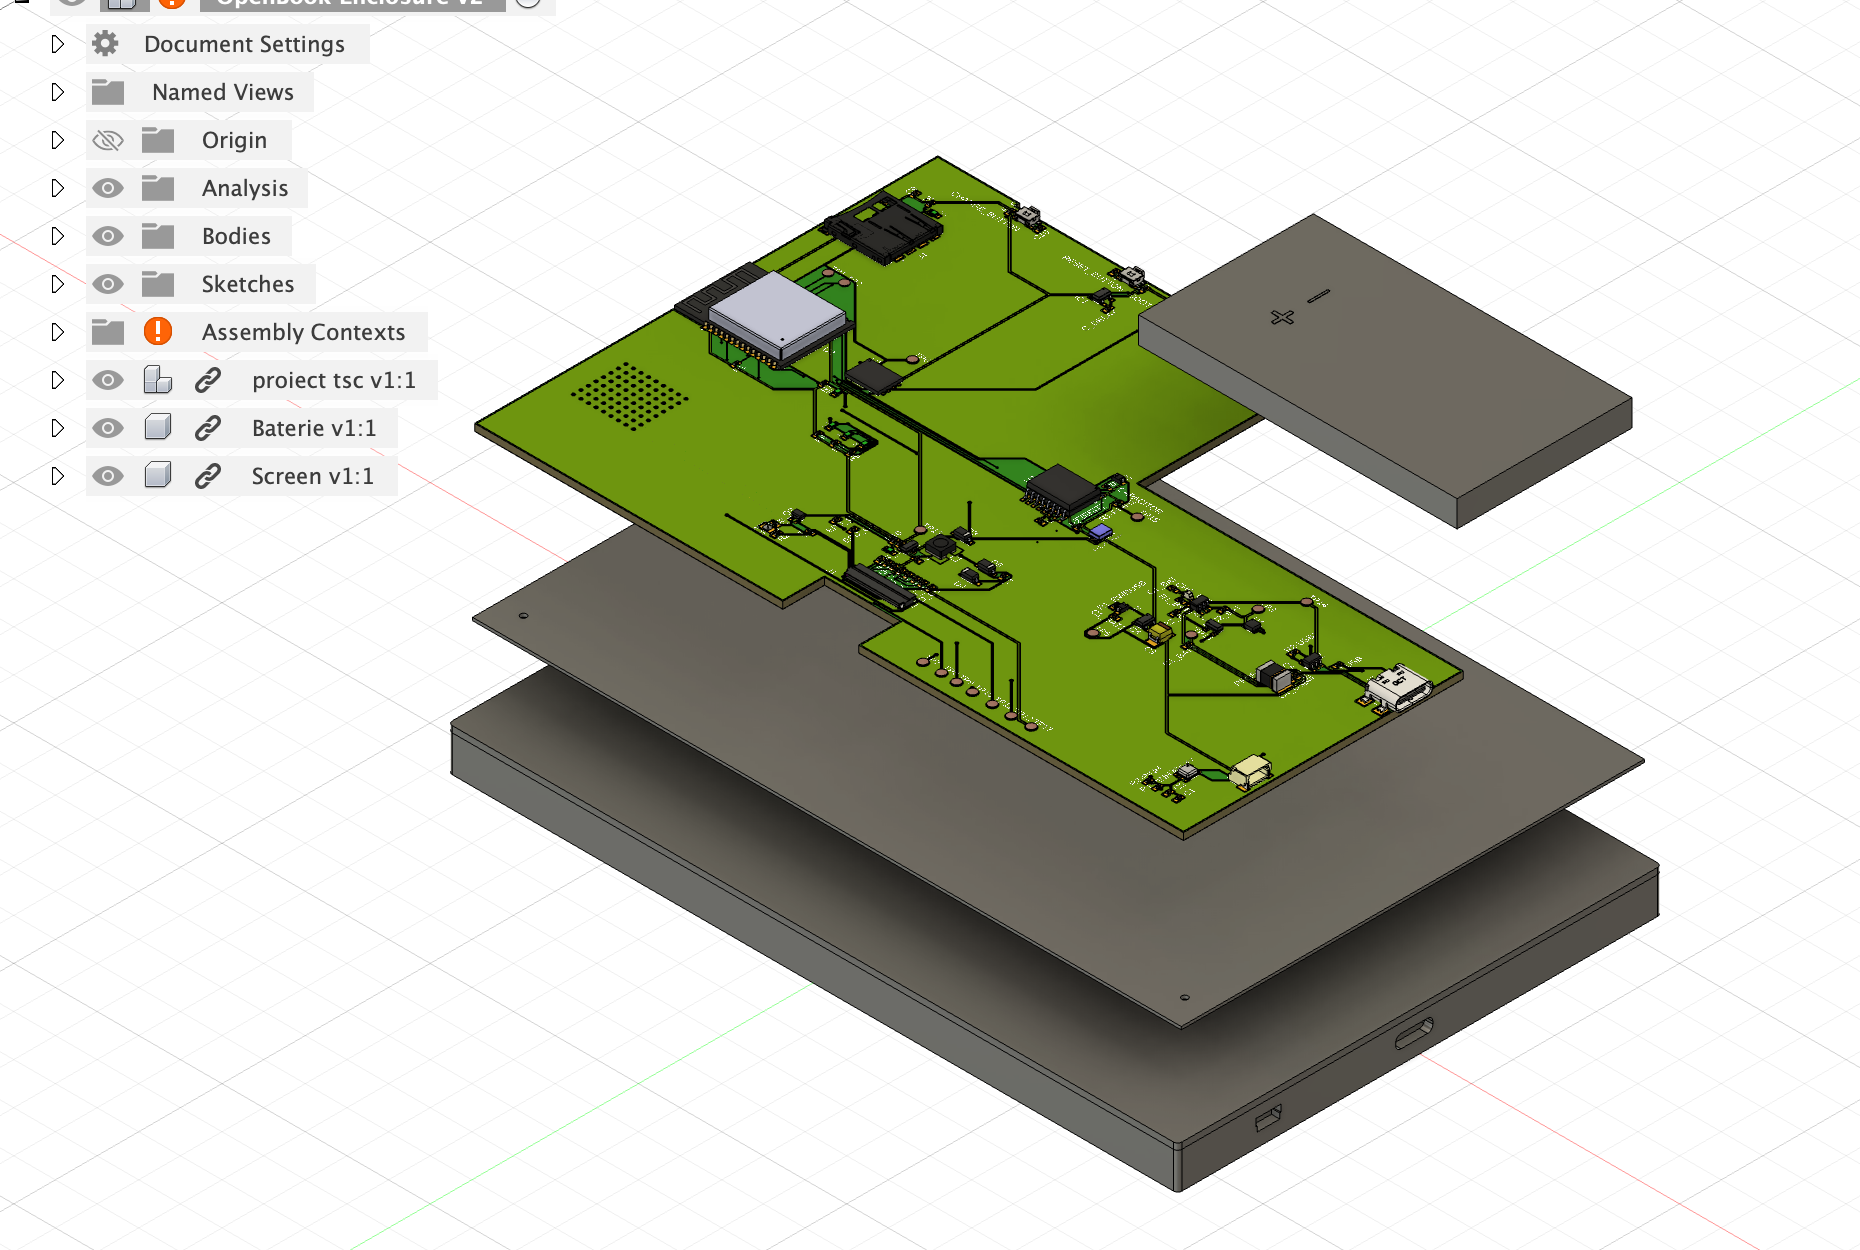 OpenBook Enclosure v2
Document Settings
Named Views
Origin
Analysis
Bodies
Sketches
Assembly Contexts
proiect tsc v1:1
Baterie v1:1
Screen v1:1
+ -